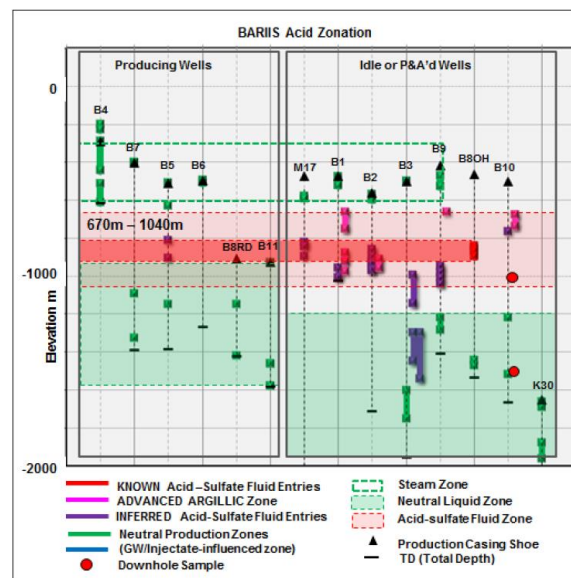 BARIIS Acid Zonation
Producing Wells
Idle or P&A'd Wells
0
B4
B7
B5
B6
M17
B1
B2
B3
B9
B8OH
B10
670m – 1040m
B8RD
B11
-1000
Elevation m
K30
-2000
KNOWN Acid –Sulfate Fluid Entries
ADVANCED ARGILLIC Zone
INFERRED Acid-Sulfate Fluid Entries
Neutral Production Zones
(GW/Injectate-influenced zone)
Downhole Sample
Steam Zone
Neutral Liquid Zone
Acid-sulfate Fluid Zone
Production Casing Shoe
TD (Total Depth)